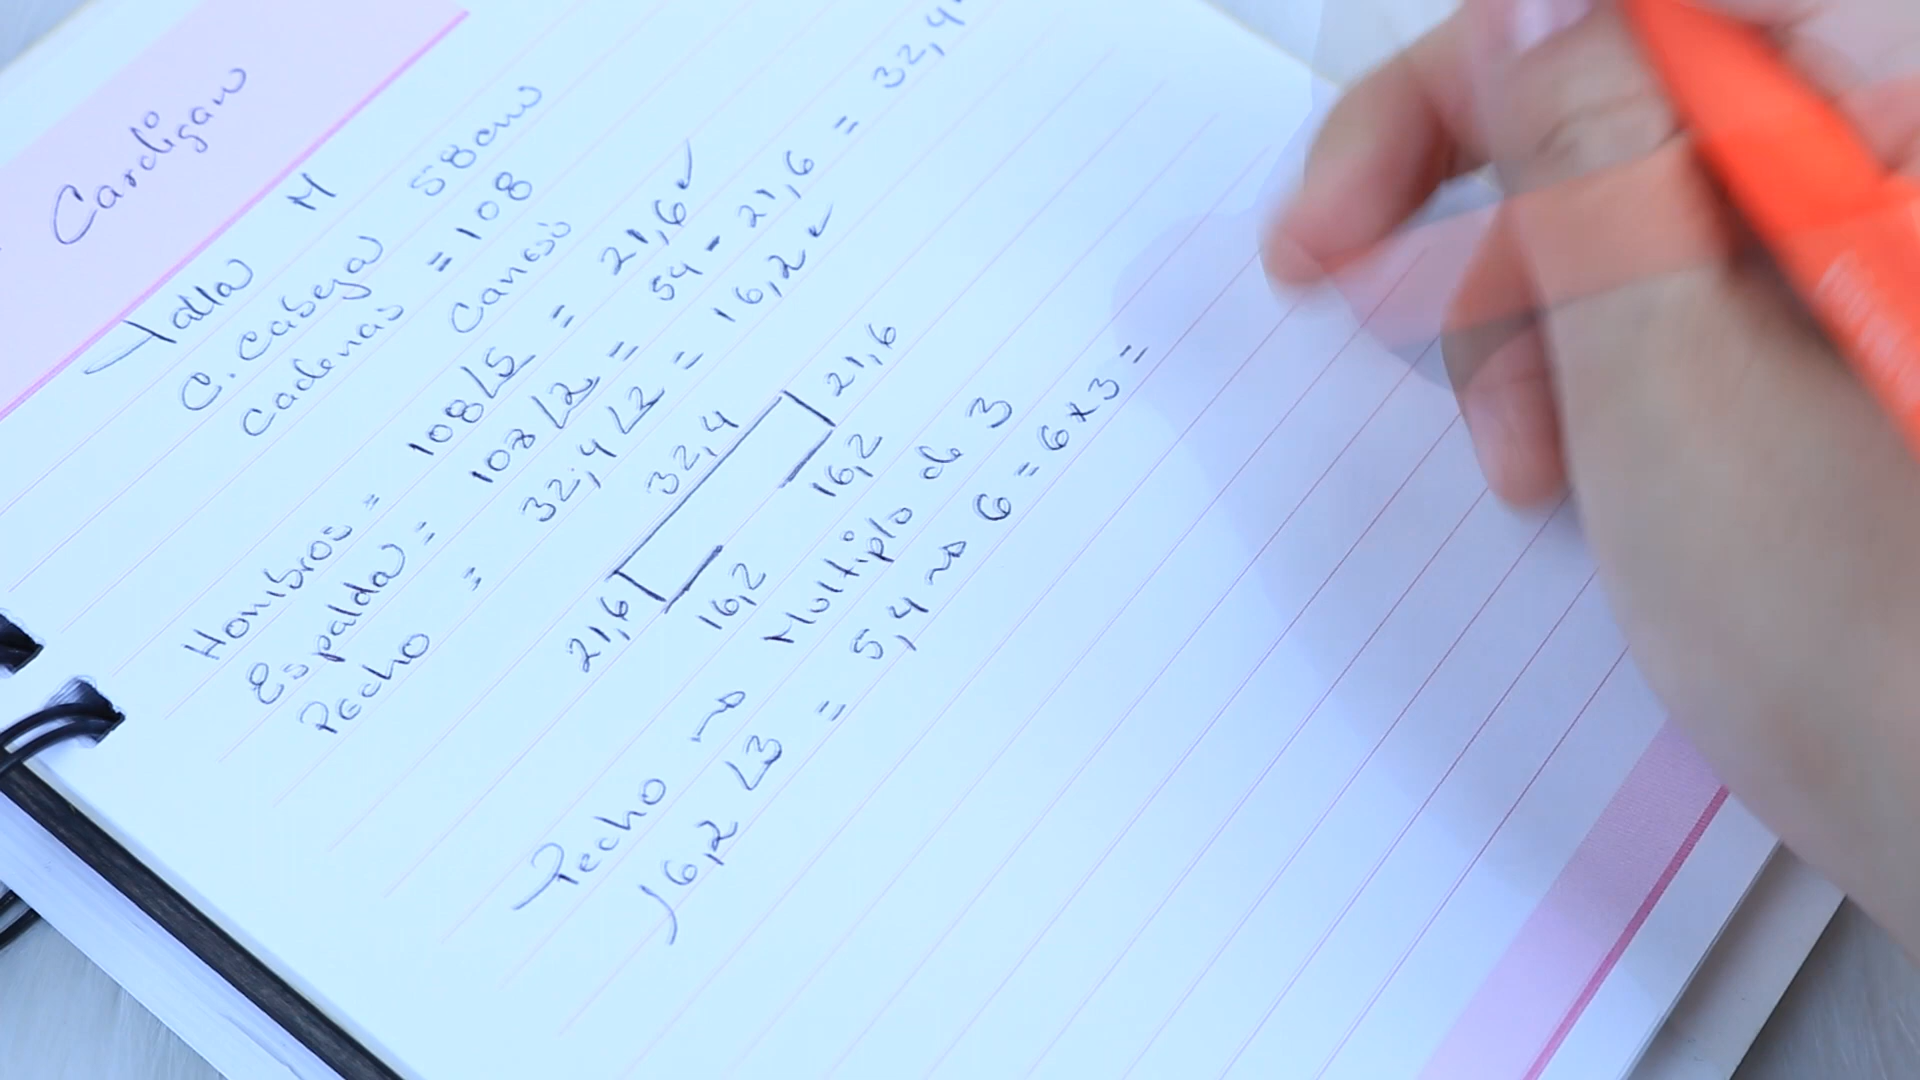 Cardigan
Talla M
C. Cabeza 58cm
Cadenas = 108
Canesú
Hombros = 108/5 = 21,6 ✓
Espalda = 108/2 = 54 - 21,6 = 32,4
Pecho = 32,4/2 = 16,2 ✓
32,4
21,6 21,6
16,2 16,2
Pecho → Multiplo de 3
16,2/3 = 5,4 → 6 = 6x3 =